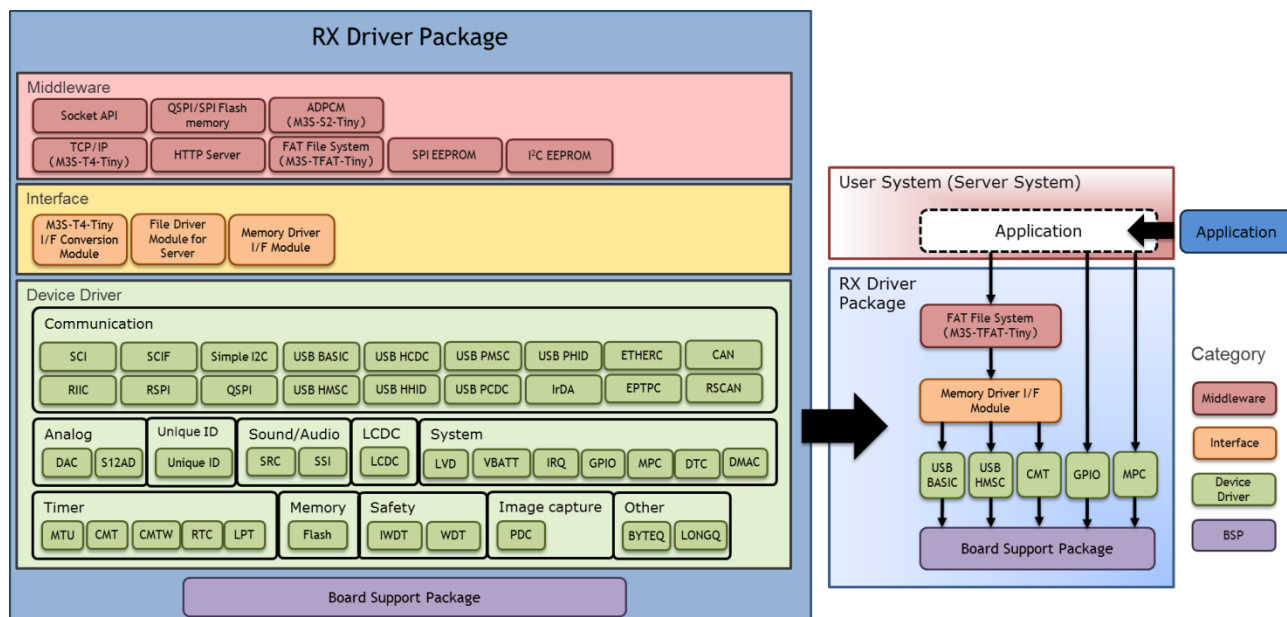 RX Driver Package
Middleware
Socket API
QSPI/SPI Flash
memory
ADPCM
(M3S-S2-Tiny)
TCP/IP
(M3S-T4-Tiny)
HTTP Server
FAT File System
(M3S-TFAT-Tiny)
SPI EEPROM
I²C EEPROM
Interface
M3S-T4-Tiny
I/F Conversion
Module
File Driver
Module for
Server
Memory Driver
I/F Module
Device Driver
Communication
SCI
SCIF
Simple I2C
USB BASIC
USB HCDC
USB PMSC
USB PHID
ETHERC
CAN
RIIC
RSPI
QSPI
USB HMSC
USB HHID
USB PCDC
IrDA
EPTPC
RSCAN
Analog
DAC
S12AD
Unique ID
Unique ID
Sound/Audio
SRC
SSI
LCDC
LCDC
System
LVD
VBATT
IRQ
GPIO
MPC
DTC
DMAC
Timer
MTU
CMT
CMTW
RTC
LPT
Memory
Flash
Safety
IWDT
WDT
Image capture
PDC
Other
BYTEQ
LONGQ
Board Support Package
User System (Server System)
Application
Application
RX Driver
Package
FAT File System
(M3S-TFAT-Tiny)
Memory Driver I/F
Module
USB
BASIC
USB
HMSC
CMT
GPIO
MPC
Board Support Package
Category
Middleware
Interface
Device
Driver
BSP